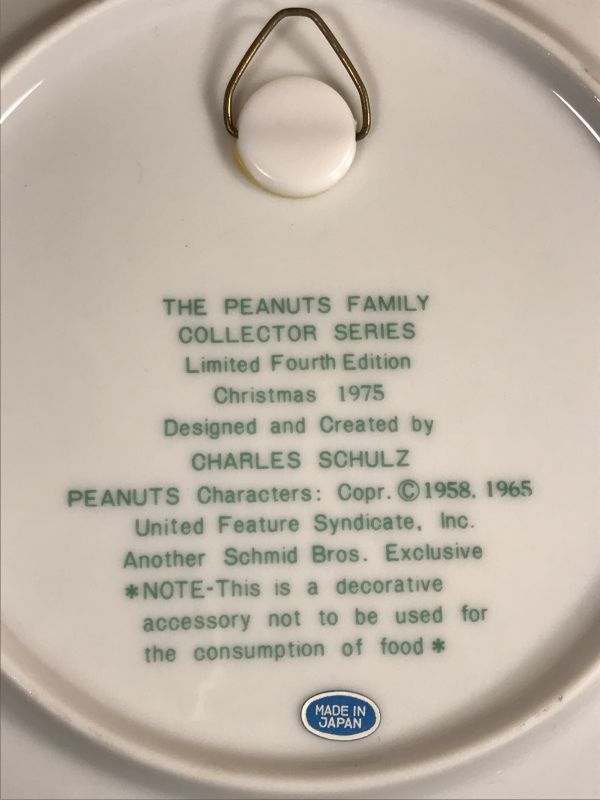 THE PEANUTS FAMILY
COLLECTOR SERIES
Limited Fourth Edition
Christmas 1975
Designed and Created by
CHARLES SCHULZ
PEANUTS Characters: Copr. ©1958, 1965
United Feature Syndicate, Inc.
Another Schmid Bros. Exclusive
*NOTE-This is a decorative
accessory not to be used for
the consumption of food*
MADE IN
JAPAN